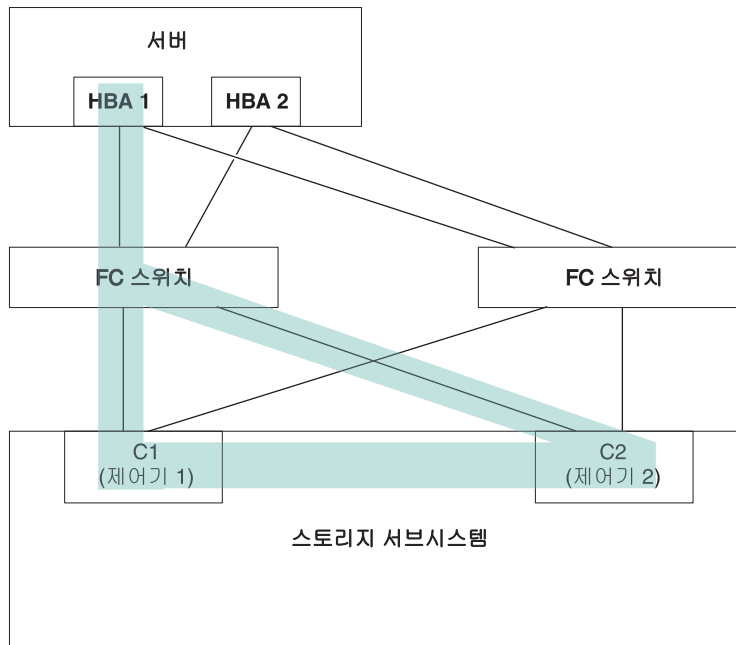 서버
HBA 1 HBA 2
FC 스위치 FC 스위치
C1
(제어기 1)
C2
(제어기 2)
스토리지 서브시스템